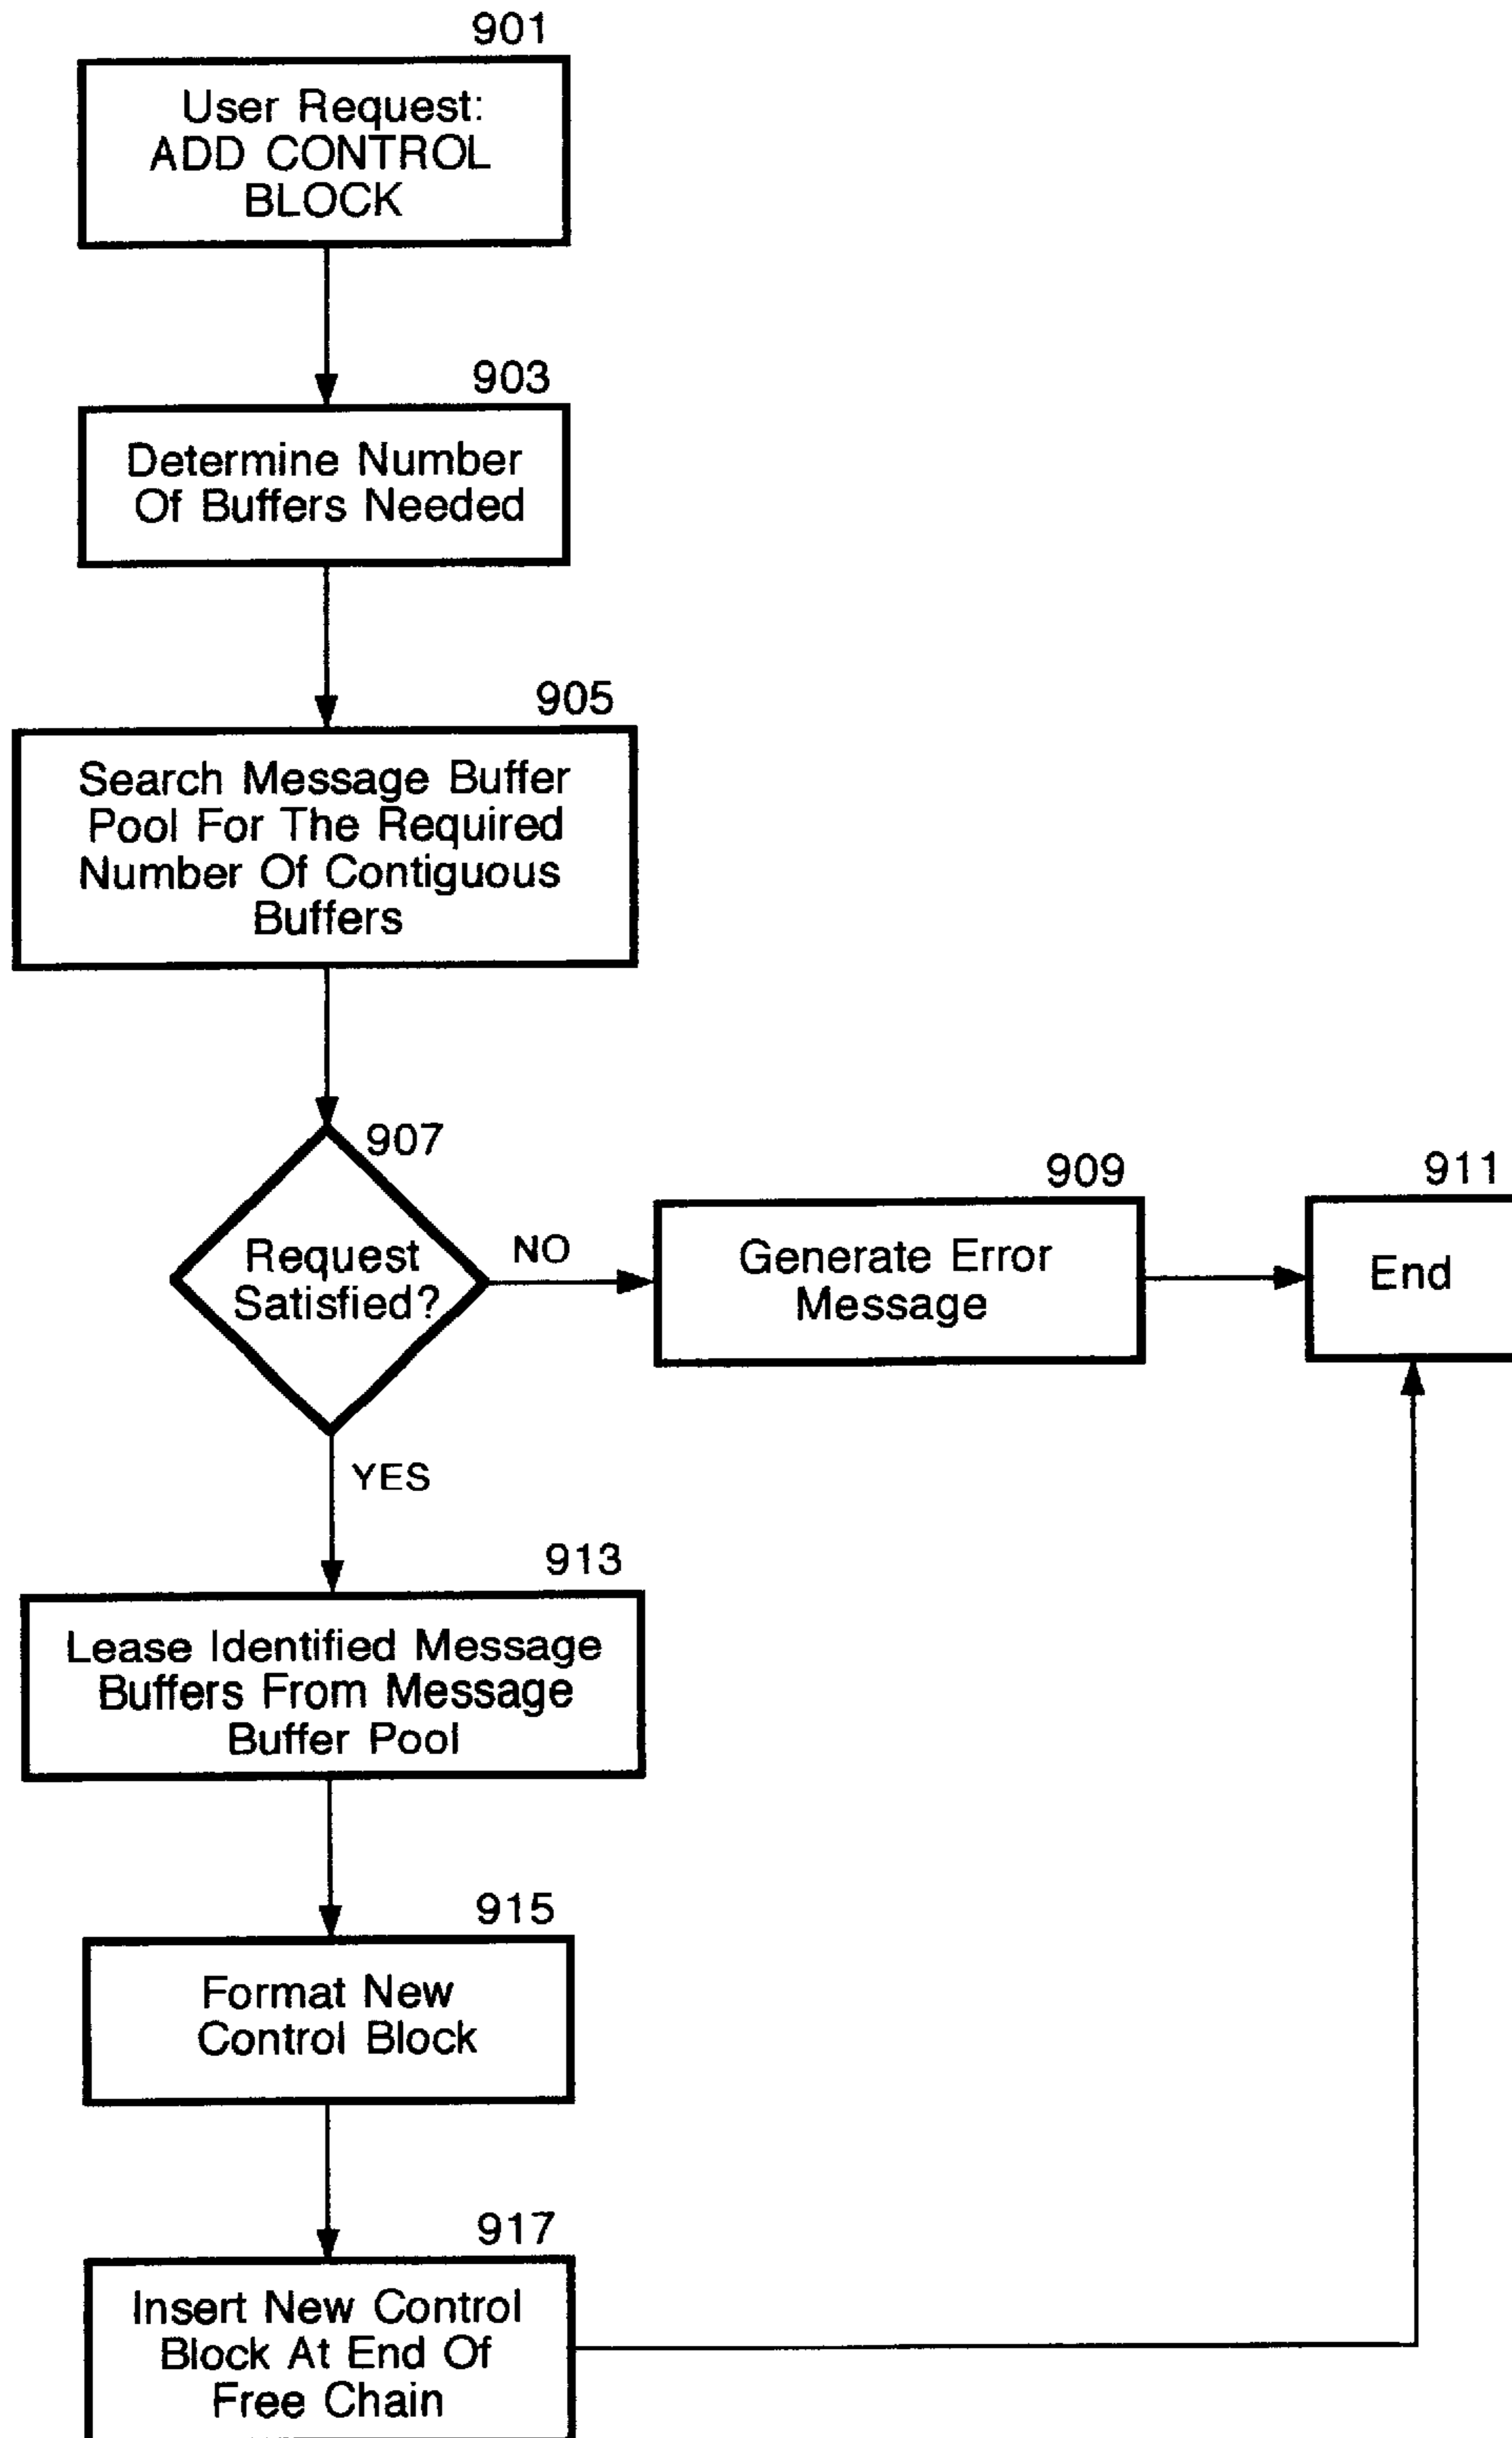 901
User Request:
ADD CONTROL
BLOCK
903
Determine Number
Of Buffers Needed
905
Search Message Buffer
Pool For The Required
Number Of Contiguous
Buffers
907
Request
Satisfied?
NO
909
Generate Error
Message
911
End
YES
913
Lease Identified Message
Buffers From Message
Buffer Pool
915
Format New
Control Block
917
Insert New Control
Block At End Of
Free Chain